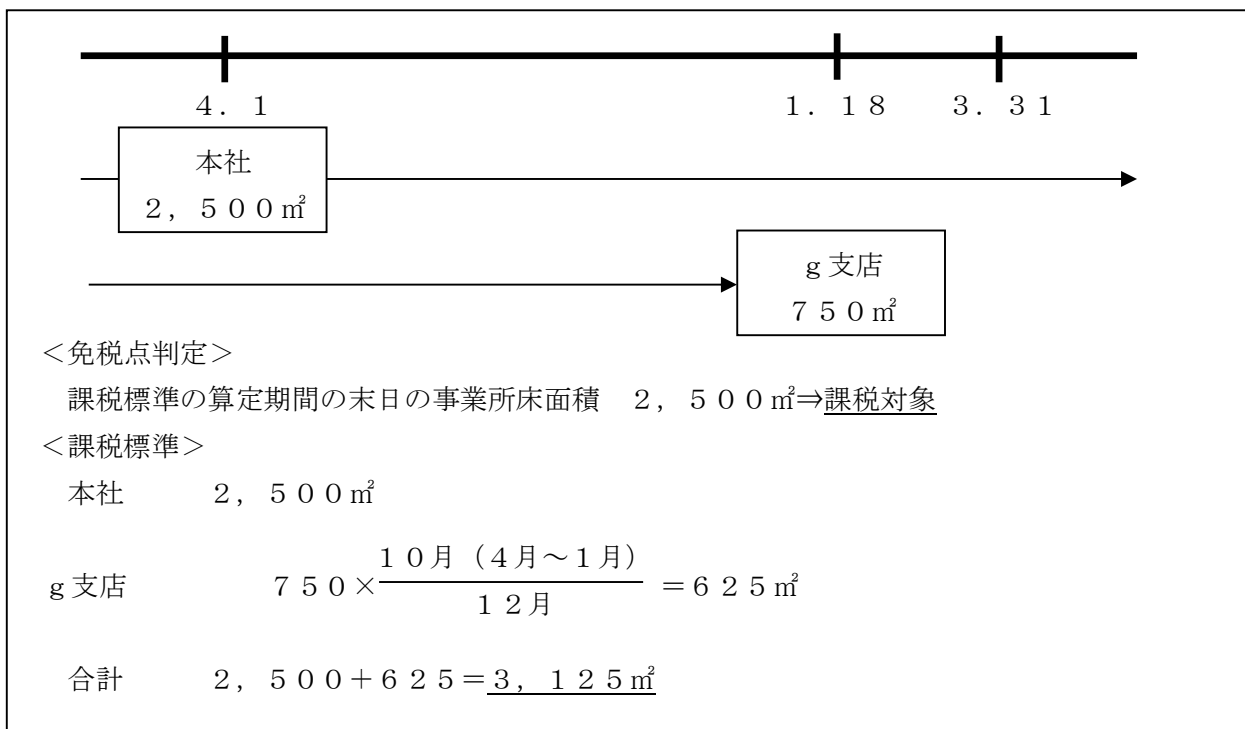 ４．１　１．１８　３．３１
本社
２，５００㎡
ｇ支店
７５０㎡
＜免税点判定＞
課税標準の算定期間の末日の事業所床面積　２，５００㎡⇒課税対象
＜課税標準＞
本社　２，５００㎡
１０月（４月～１月）
ｇ支店　７５０×　＝６２５㎡
１２月
合計　２，５００＋６２５＝３，１２５㎡